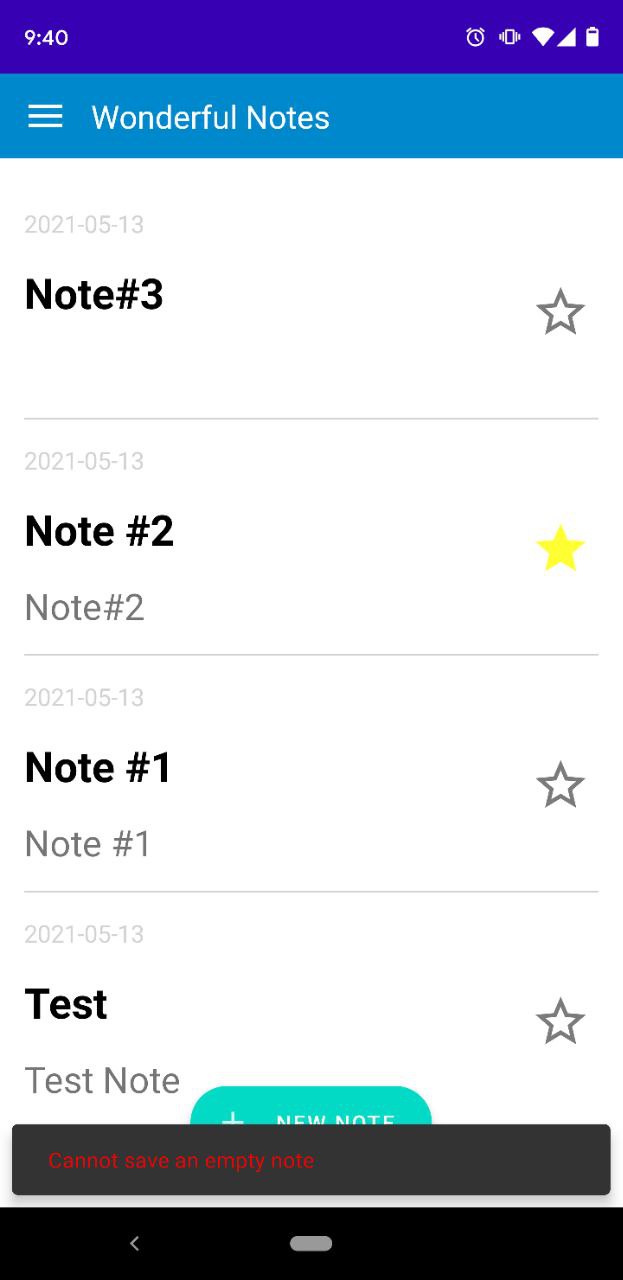 9:40
Wonderful Notes
2021-05-13
Note#3
2021-05-13
Note #2
Note#2
2021-05-13
Note #1
Note #1
2021-05-13
Test
Test Note
+ NEW NOTE
Cannot save an empty note